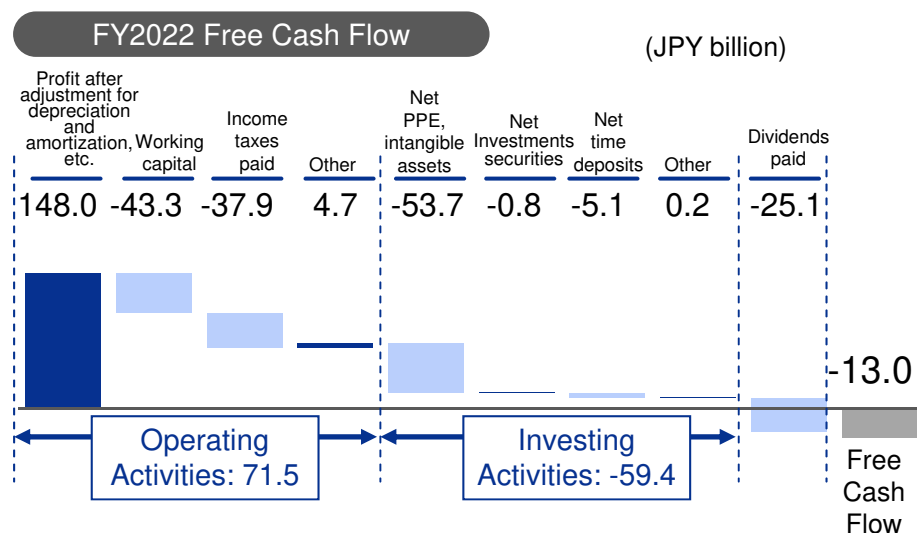 FY2022 Free Cash Flow
(JPY billion)
Profit after
adjustment for
depreciation
and
amortization,
etc.
Working
capital
Income
taxes
paid
Other
Net
PPE,
intangible
assets
Net
Investments
securities
Net
time
deposits
Other
Dividends
paid
148.0 -43.3 -37.9 4.7 -53.7 -0.8 -5.1 0.2 -25.1
-13.0
Operating
Activities: 71.5
Investing
Activities: -59.4
Free
Cash
Flow